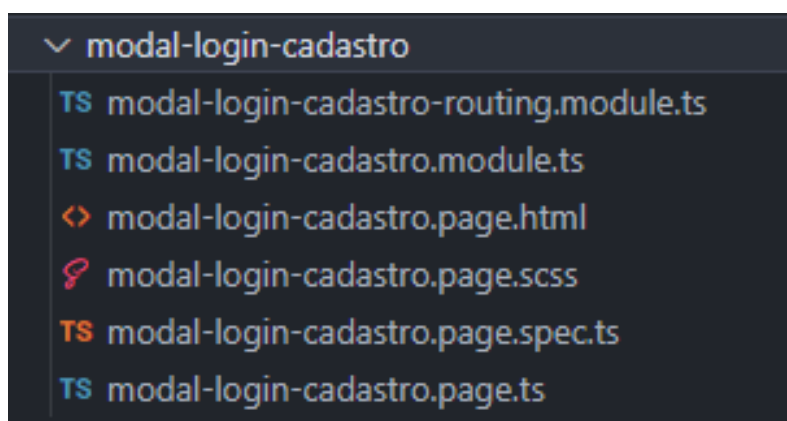 modal-login-cadastro
TS modal-login-cadastro-routing.module.ts
TS modal-login-cadastro.module.ts
<> modal-login-cadastro.page.html
modal-login-cadastro.page.scss
TS modal-login-cadastro.page.spec.ts
TS modal-login-cadastro.page.ts